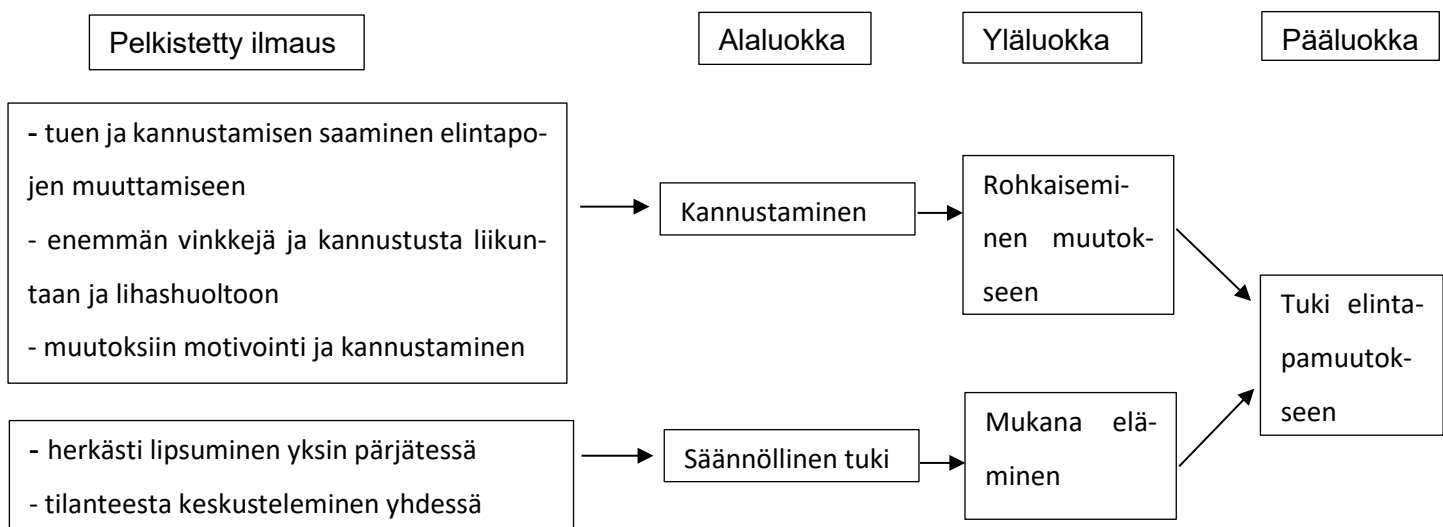 Pelkistetty ilmaus
Alaluokka
Yläluokka
Pääluokka
- tuen ja kannustamisen saaminen elintapo-
jen muuttamiseen
- enemmän vinkkejä ja kannustusta liikun-
taan ja lihashuoltoon
- muutoksiin motivointi ja kannustaminen
Kannustaminen
Rohkaisemi-
nen muutok-
seen
Tuki elinta-
pamuutok-
seen
- herkästi lipsuminen yksin pärjätessä
- tilanteesta keskusteleminen yhdessä
Säännöllinen tuki
Mukana elä-
minen